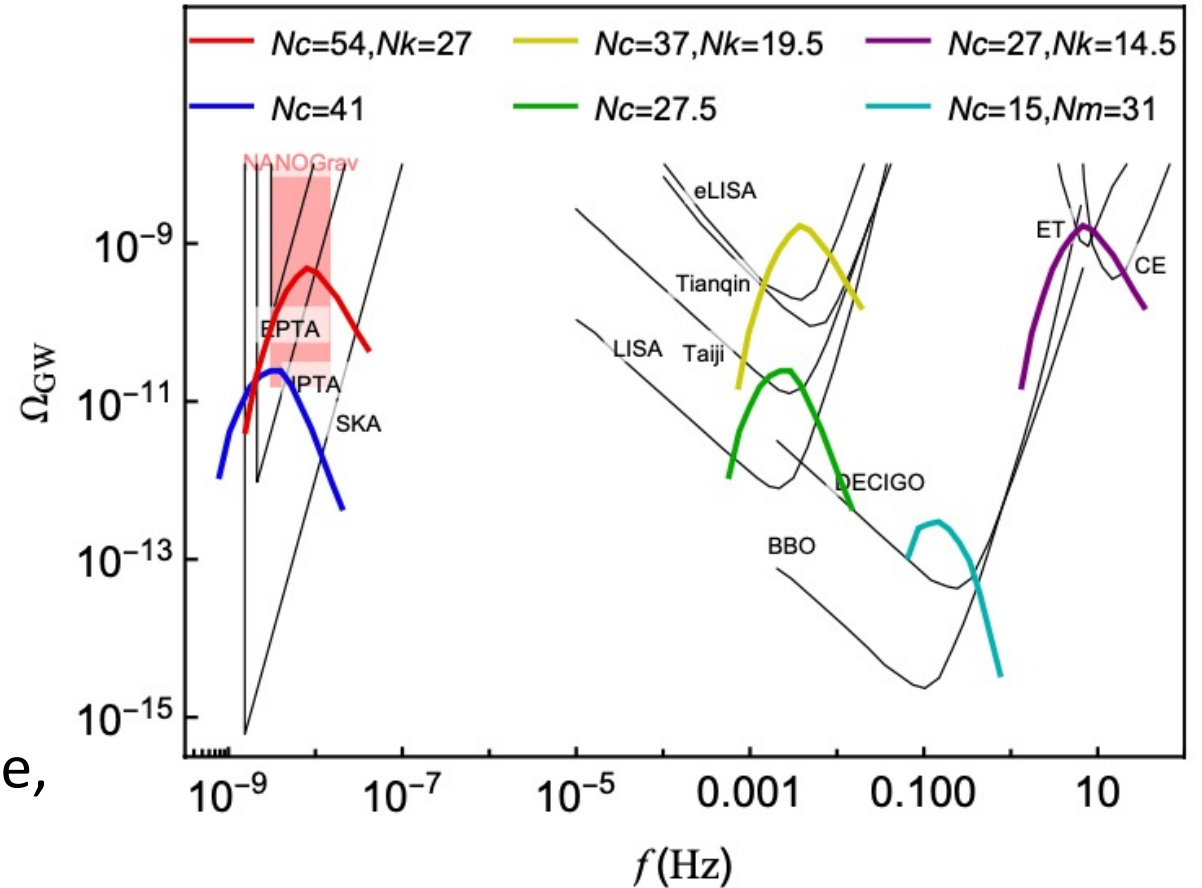 Nc=54,Nk=27
Nc=37,Nk=19.5
Nc=27,Nk=14.5
Nc=41
Nc=27.5
Nc=15,Nm=31
NANOGrav
eLISA
ET
CE
Tianqin
EPTA
LISA
Taiji
IPTA
SKA
DECIGO
BBO
Ω_GW
10⁻⁹
10⁻¹¹
10⁻¹³
10⁻¹⁵
e,
10⁻⁹
10⁻⁷
10⁻⁵
0.001
0.100
10
f (Hz)